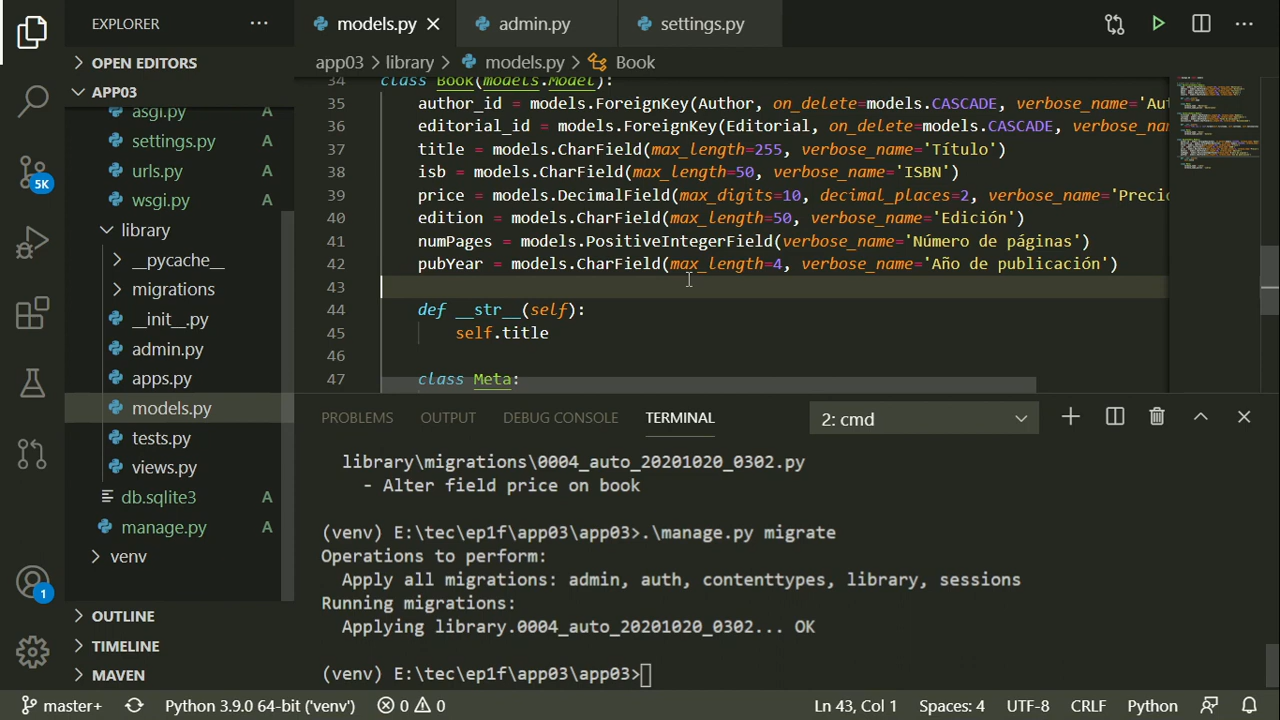 EXPLORER
models.py
admin.py
settings.py
OPEN EDITORS
app03 > library > models.py > Book
APP03
asgi.py A
settings.py A
urls.py A
wsgi.py A
library
__pycache__
migrations
__init__.py
admin.py
apps.py
models.py
tests.py
views.py
db.sqlite3 A
manage.py A
venv
OUTLINE
TIMELINE
MAVEN
5K
1
34 class Book(models.Model):
35 author_id = models.ForeignKey(Author, on_delete=models.CASCADE, verbose_name='Au
36 editorial_id = models.ForeignKey(Editorial, on_delete=models.CASCADE, verbose_name=
37 title = models.CharField(max_length=255, verbose_name='Título')
38 isb = models.CharField(max_length=50, verbose_name='ISBN')
39 price = models.DecimalField(max_digits=10, decimal_places=2, verbose_name='Precio
40 edition = models.CharField(max_length=50, verbose_name='Edición')
41 numPages = models.PositiveIntegerField(verbose_name='Número de páginas')
42 pubYear = models.CharField(max_length=4, verbose_name='Año de publicación')
43
44 def __str__(self):
45 self.title
46
47 class Meta:
PROBLEMS OUTPUT DEBUG CONSOLE TERMINAL 2: cmd
library\migrations\0004_auto_20201020_0302.py
- Alter field price on book
(venv) E:\tec\ep1f\app03\app03>.\manage.py migrate
Operations to perform:
Apply all migrations: admin, auth, contenttypes, library, sessions
Running migrations:
Applying library.0004_auto_20201020_0302... OK
(venv) E:\tec\ep1f\app03\app03>
master+ Python 3.9.0 64-bit ('venv') 0 0 Ln 43, Col 1 Spaces: 4 UTF-8 CRLF Python